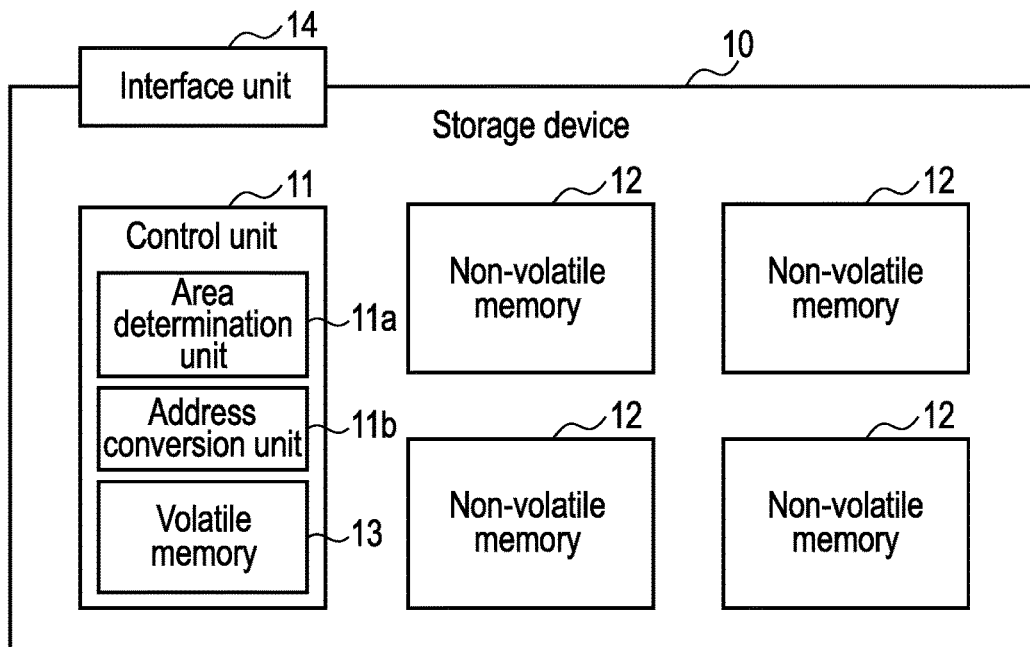 14
Interface unit
10
Storage device
11
Control unit
Area
determination
unit
11a
Address
conversion unit
11b
Volatile
memory
13
12
Non-volatile
memory
12
Non-volatile
memory
12
Non-volatile
memory
12
Non-volatile
memory